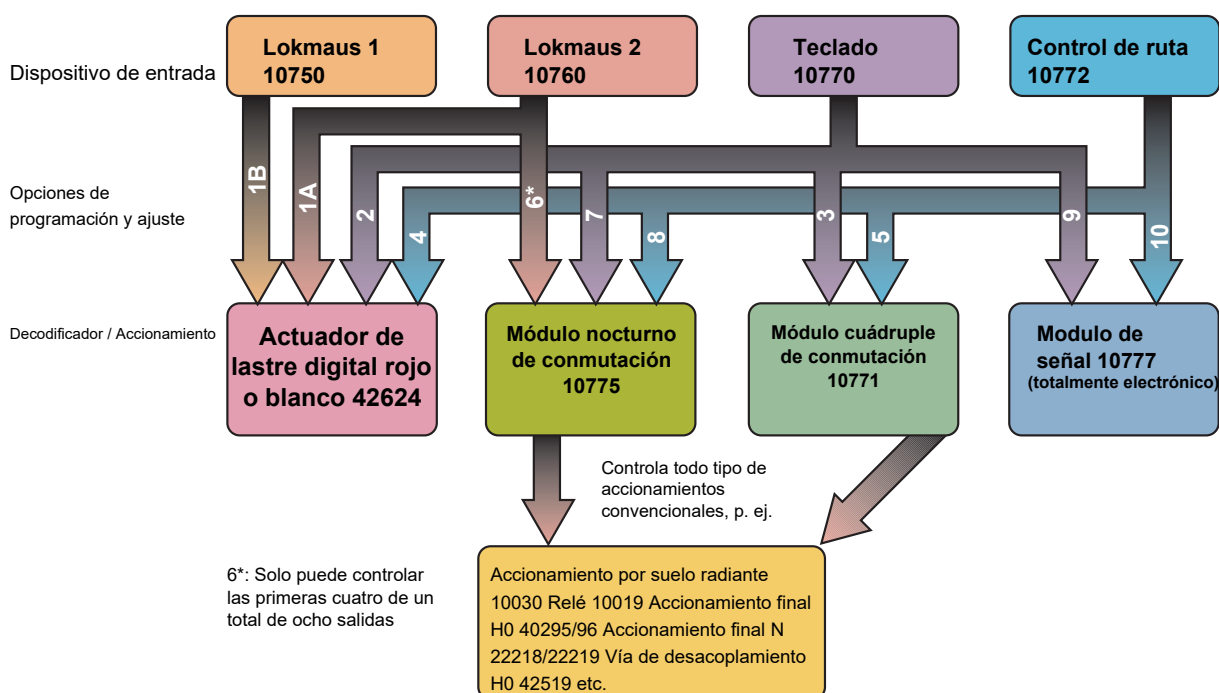 Dispositivo de entrada
Lokmaus 1
10750
Lokmaus 2
10760
Teclado
10770
Control de ruta
10772
Opciones de
programación y ajuste
1B
1A
2
4
6*
7
8
3
5
9
10
Decodificador / Accionamiento
Actuador de
lastre digital rojo
o blanco 42624
Módulo nocturno
de conmutación
10775
Módulo cuádruple
de conmutación
10771
Modulo de
señal 10777
(totalmente electrónico)
Controla todo tipo de
accionamientos
convencionales, p. ej.
6*: Solo puede controlar
las primeras cuatro de un
total de ocho salidas
Accionamiento por suelo radiante
10030 Relé 10019 Accionamiento final
H0 40295/96 Accionamiento final N
22218/22219 Vía de desacoplamiento
H0 42519 etc.